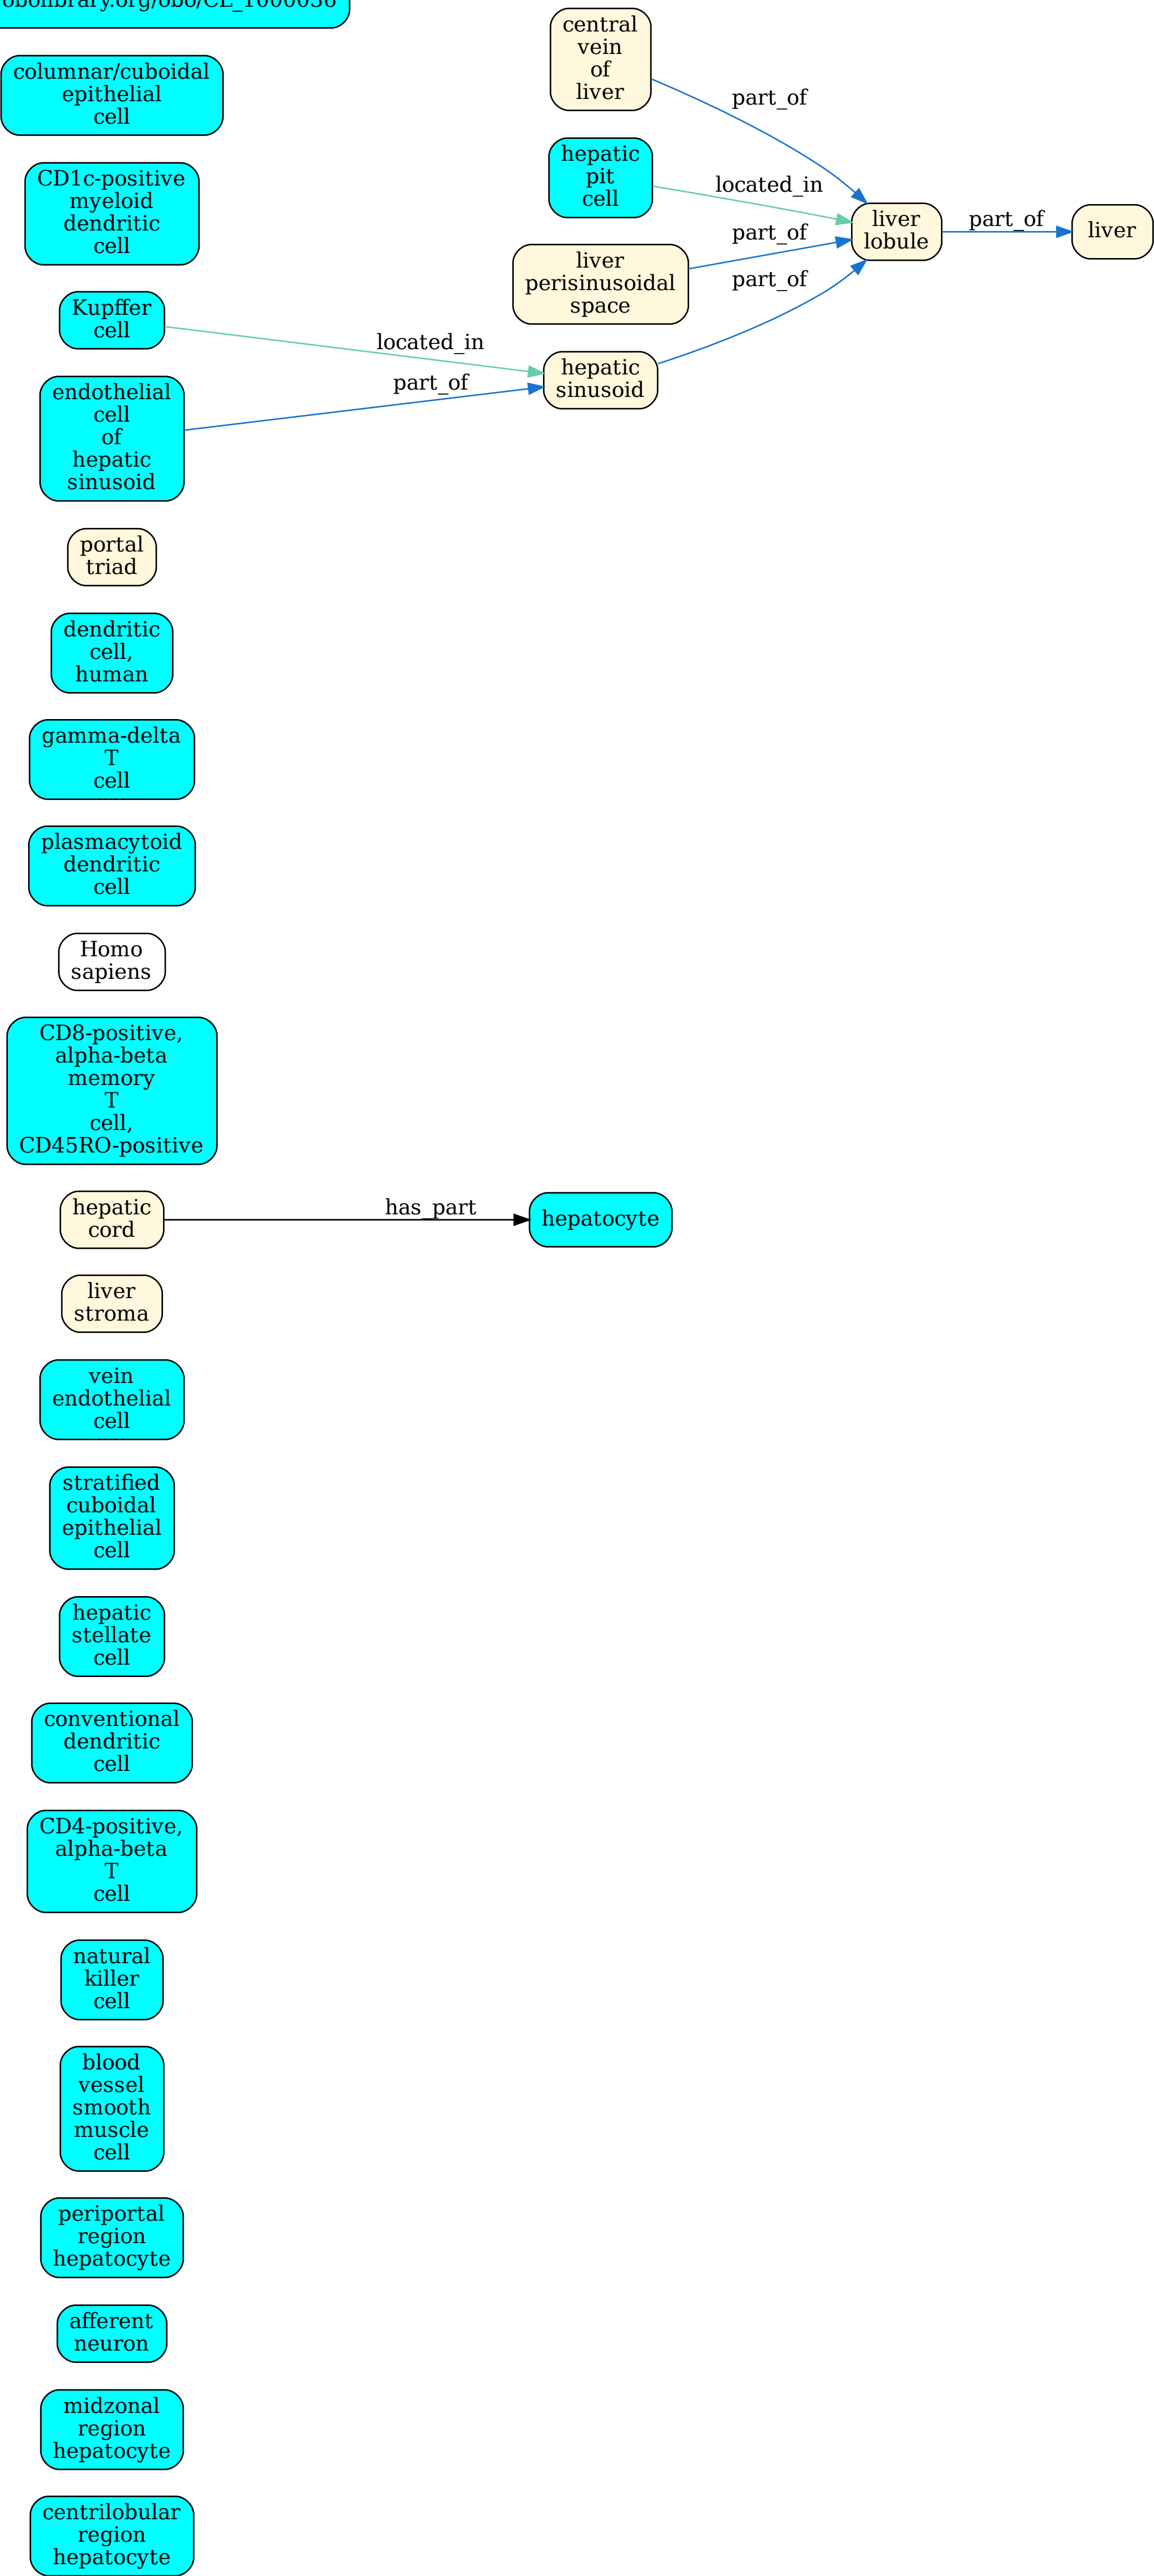 obolibrary.org/obo/CL_1000036
columnar/cuboidal
epithelial
cell
CD1c-positive
myeloid
dendritic
cell
Kupffer
cell
endothelial
cell
of
hepatic
sinusoid
portal
triad
dendritic
cell,
human
gamma-delta
T
cell
plasmacytoid
dendritic
cell
Homo
sapiens
CD8-positive,
alpha-beta
memory
T
cell,
CD45RO-positive
hepatic
cord
liver
stroma
vein
endothelial
cell
stratified
cuboidal
epithelial
cell
hepatic
stellate
cell
conventional
dendritic
cell
CD4-positive,
alpha-beta
T
cell
natural
killer
cell
blood
vessel
smooth
muscle
cell
periportal
region
hepatocyte
afferent
neuron
midzonal
region
hepatocyte
centrilobular
region
hepatocyte
located_in
part_of
has_part
central
vein
of
liver
hepatic
pit
cell
liver
perisinusoidal
space
hepatic
sinusoid
hepatocyte
part_of
located_in
part_of
part_of
liver
lobule
part_of
liver